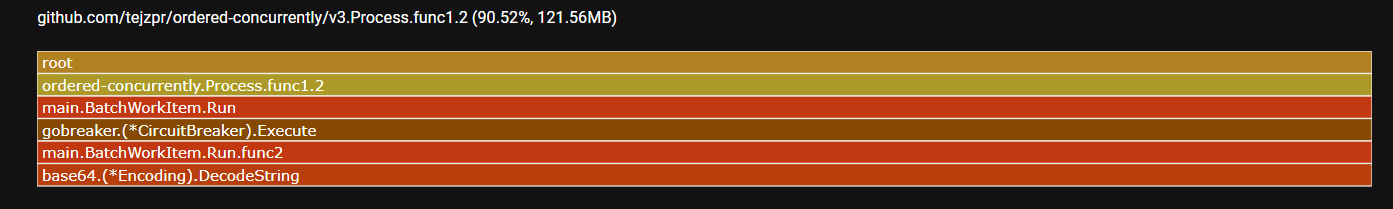 github.com/tejzpr/ordered-concurrently/v3.Process.func1.2 (90.52%, 121.56MB)
root
ordered-concurrently.Process.func1.2
main.BatchWorkItem.Run
gobreaker.(*CircuitBreaker).Execute
main.BatchWorkItem.Run.func2
base64.(*Encoding).DecodeString